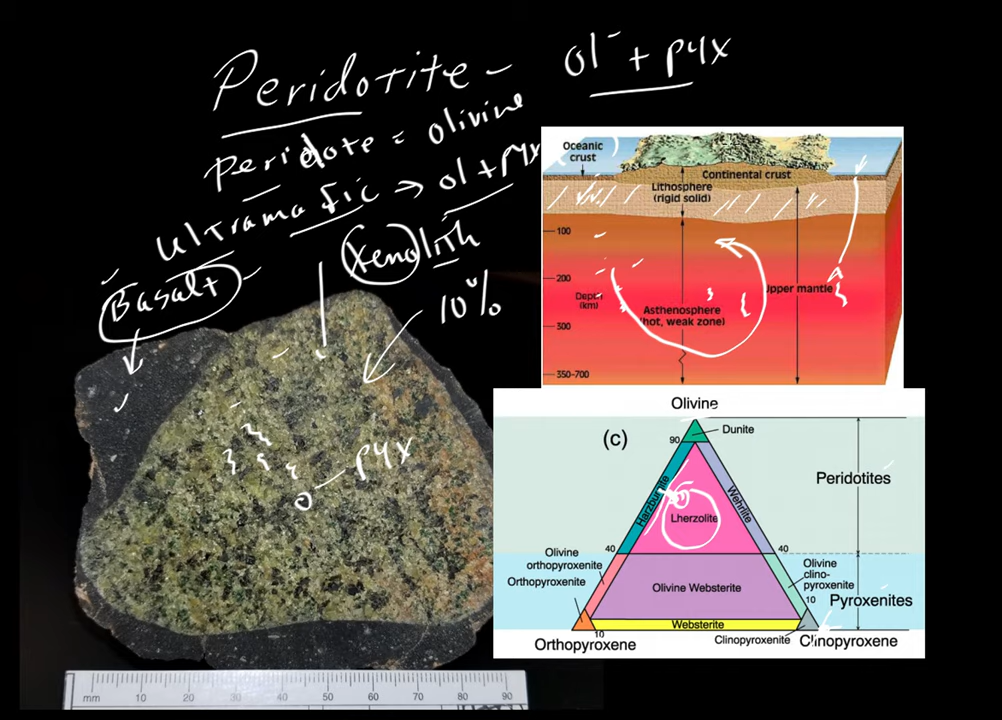 Peridotite – ol + pyx
peridote = olivine
Ultramafic → ol + pyx
Basalt
Xenolith
10%
pyx
mm 10 20 30 40 50 60 70 80 90
Oceanic
crust
Continental crust
Lithosphere
(rigid solid)
100
200
Depth
(km)
300
350-700
Upper mantle
Asthenosphere
(hot, weak zone)
(c)
Olivine
90
Dunite
Peridotites
Harzburgite
Wehrlite
Lherzolite
40
40
Olivine
orthopyroxenite
Orthopyroxenite
Olivine
clino-
pyroxenite
Olivine Websterite
10
Pyroxenites
Websterite
10
Clinopyroxenite
Orthopyroxene
Clinopyroxene